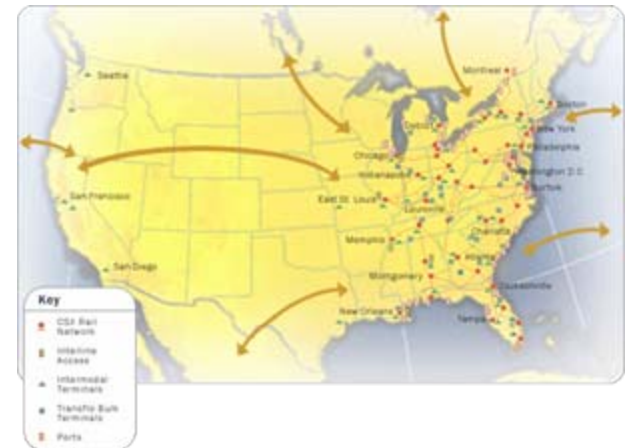 Seattle
Montreal
Boston
Detroit
New York
Chicago
Philadelphia
Indianapolis
Washington D.C.
San Francisco
East St. Louis
Norfolk
Louisville
Memphis
Charlotte
San Diego
Atlanta
Montgomery
Jacksonville
New Orleans
Tampa
Key
CSX Rail
Network
Interline
Access
Intermodal
Terminals
Transflo Bulk
Terminals
Ports